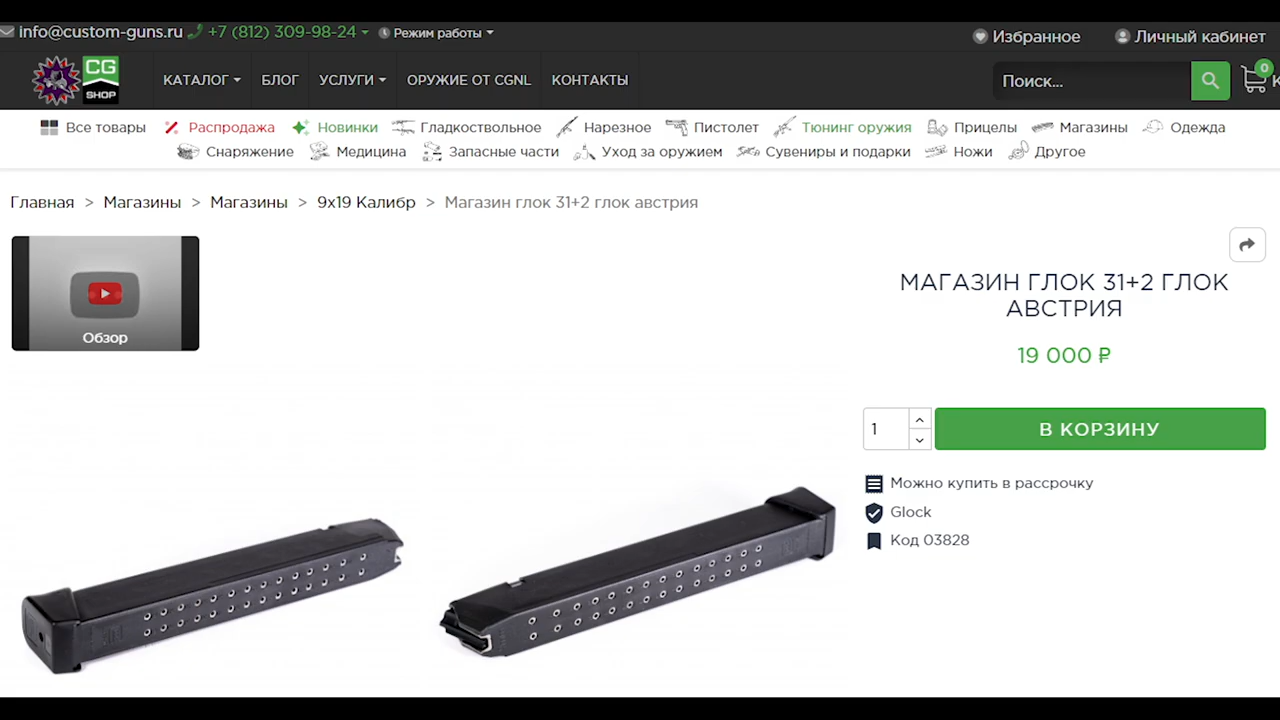 info@custom-guns.ru +7 (812) 309-98-24 Режим работы
Избранное Личный кабинет
CG
SHOP
КАТАЛОГ БЛОГ УСЛУГИ ОРУЖИЕ ОТ CGNL КОНТАКТЫ
Поиск... 0
Все товары Распродажа Новинки Гладкоствольное Нарезное Пистолет Тюнинг оружия Прицелы Магазины Одежда
Снаряжение Медицина Запасные части Уход за оружием Сувениры и подарки Ножи Другое
Главная > Магазины > Магазины > 9x19 Калибр > Магазин глок 31+2 глок австрия
Обзор
МАГАЗИН ГЛОК 31+2 ГЛОК
АВСТРИЯ
19 000 ₽
1 В КОРЗИНУ
Можно купить в рассрочку
Glock
Код 03828